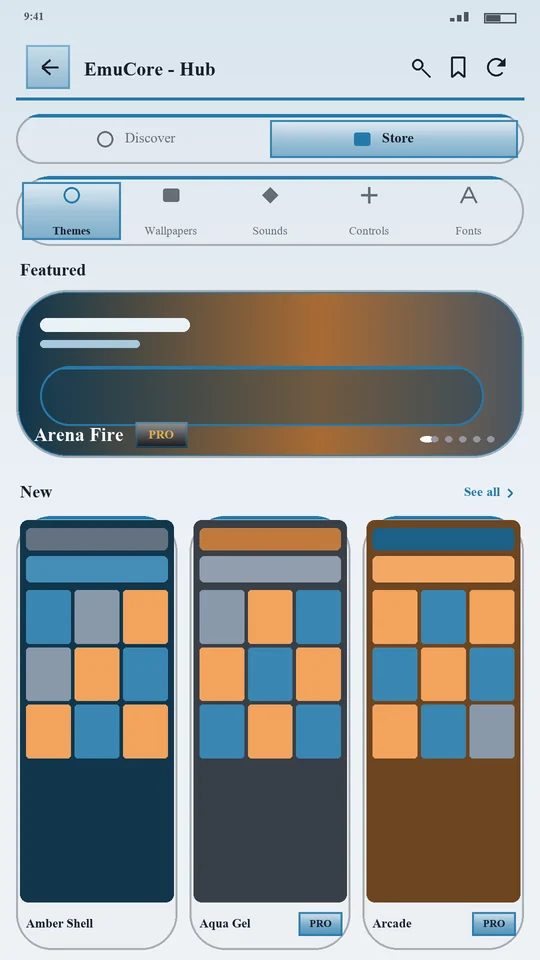 9:41
EmuCore - Hub
Discover
Store
Themes
Wallpapers
Sounds
Controls
Fonts
Featured
Arena Fire
PRO
New
See all
Amber Shell
Aqua Gel
PRO
Arcade
PRO